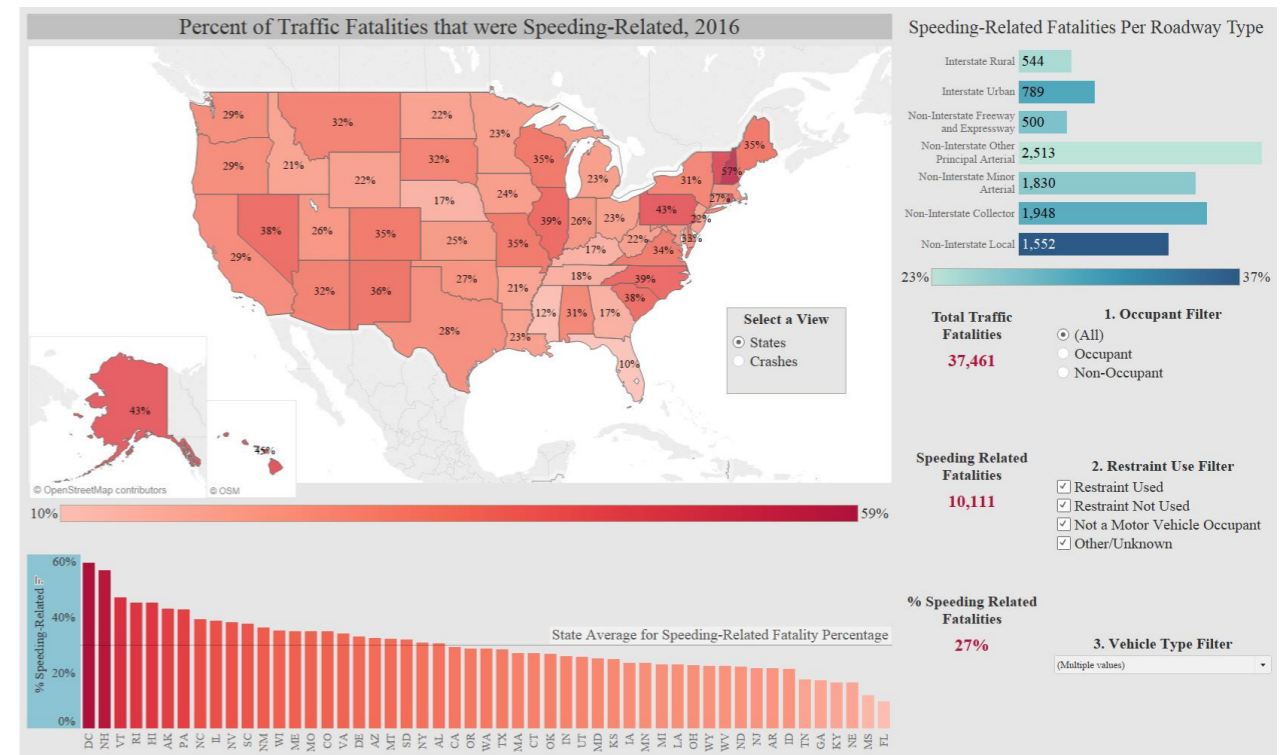 Percent of Traffic Fatalities that were Speeding-Related, 2016
29%
32%
22%
23%
35%
35%
29%
21%
22%
32%
23%
31%
57%
27%
17%
24%
43%
22%
38%
26%
35%
25%
35%
39%
26%
23%
22%
33%
34%
29%
17%
32%
36%
27%
21%
18%
39%
38%
28%
23%
12%
31%
17%
10%
Select a View
States
Crashes
43%
45%
© OpenStreetMap contributors
© OSM
10%
59%
60%
40%
20%
0%
% Speeding-Related
State Average for Speeding-Related Fatality Percentage
DC
NH
VT
RI
HI
AK
PA
NC
IL
NV
SC
NM
WI
ME
MO
CO
VA
DE
AZ
MT
SD
NY
AL
CA
OR
WA
TX
MA
CT
OK
IN
UT
MD
KS
IA
MN
MI
LA
OH
WY
WV
ND
NJ
AR
ID
TN
GA
KY
NE
MS
FL
Speeding-Related Fatalities Per Roadway Type
Interstate Rural 544
Interstate Urban 789
Non-Interstate Freeway
and Expressway 500
Non-Interstate Other
Principal Arterial 2,513
Non-Interstate Minor
Arterial 1,830
Non-Interstate Collector 1,948
Non-Interstate Local 1,552
23%
37%
Total Traffic
Fatalities
37,461
1. Occupant Filter
(All)
Occupant
Non-Occupant
Speeding Related
Fatalities
10,111
2. Restraint Use Filter
Restraint Used
Restraint Not Used
Not a Motor Vehicle Occupant
Other/Unknown
% Speeding Related
Fatalities
27%
3. Vehicle Type Filter
(Multiple values)